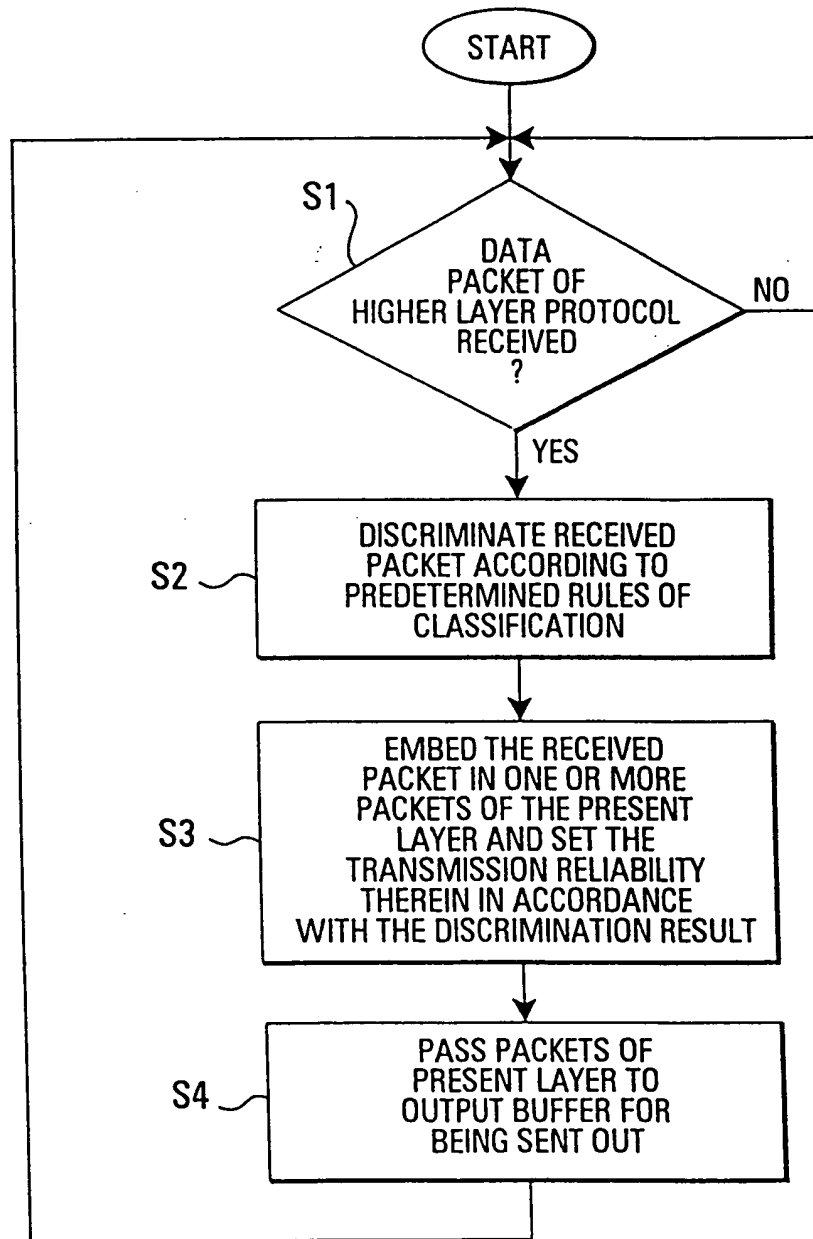 START
S1
DATA
PACKET OF
HIGHER LAYER PROTOCOL
RECEIVED
?
NO
YES
S2
DISCRIMINATE RECEIVED
PACKET ACCORDING TO
PREDETERMINED RULES OF
CLASSIFICATION
S3
EMBED THE RECEIVED
PACKET IN ONE OR MORE
PACKETS OF THE PRESENT
LAYER AND SET THE
TRANSMISSION RELIABILITY
THEREIN IN ACCORDANCE
WITH THE DISCRIMINATION RESULT
S4
PASS PACKETS OF
PRESENT LAYER TO
OUTPUT BUFFER FOR
BEING SENT OUT